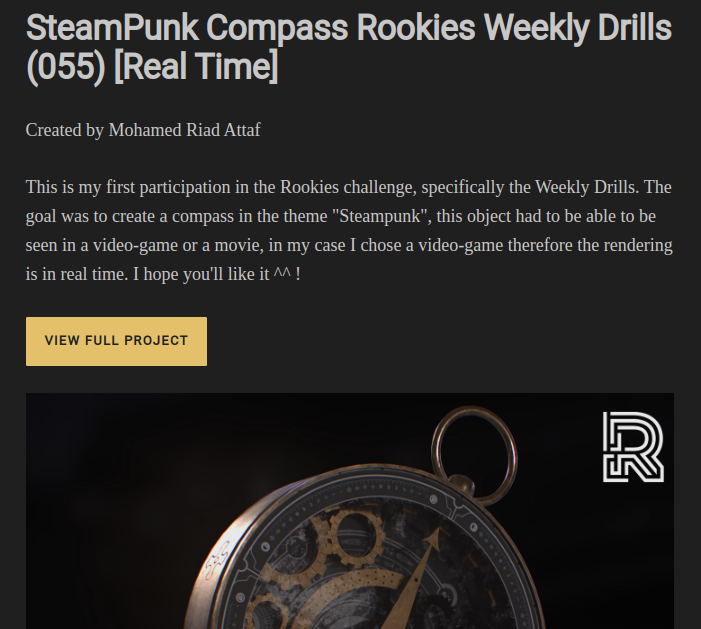 SteamPunk Compass Rookies Weekly Drills
(055) [Real Time]
Created by Mohamed Riad Attaf
This is my first participation in the Rookies challenge, specifically the Weekly Drills. The
goal was to create a compass in the theme "Steampunk", this object had to be able to be
seen in a video-game or a movie, in my case I chose a video-game therefore the rendering
is in real time. I hope you'll like it ^^ !
VIEW FULL PROJECT
R